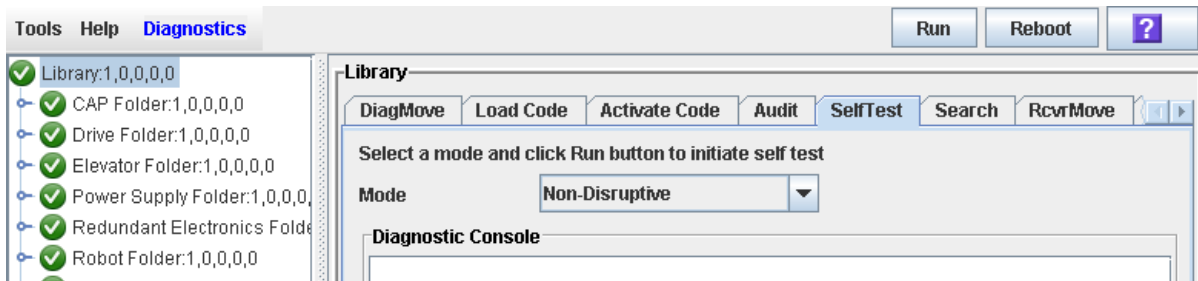 Tools Help Diagnostics Run Reboot ?
Library:1,0,0,0,0
CAP Folder:1,0,0,0,0
Drive Folder:1,0,0,0,0
Elevator Folder:1,0,0,0,0
Power Supply Folder:1,0,0,0,
Redundant Electronics Folde
Robot Folder:1,0,0,0,0
Library
DiagMove Load Code Activate Code Audit SelfTest Search RcvrMove
Select a mode and click Run button to initiate self test
Mode Non-Disruptive
Diagnostic Console